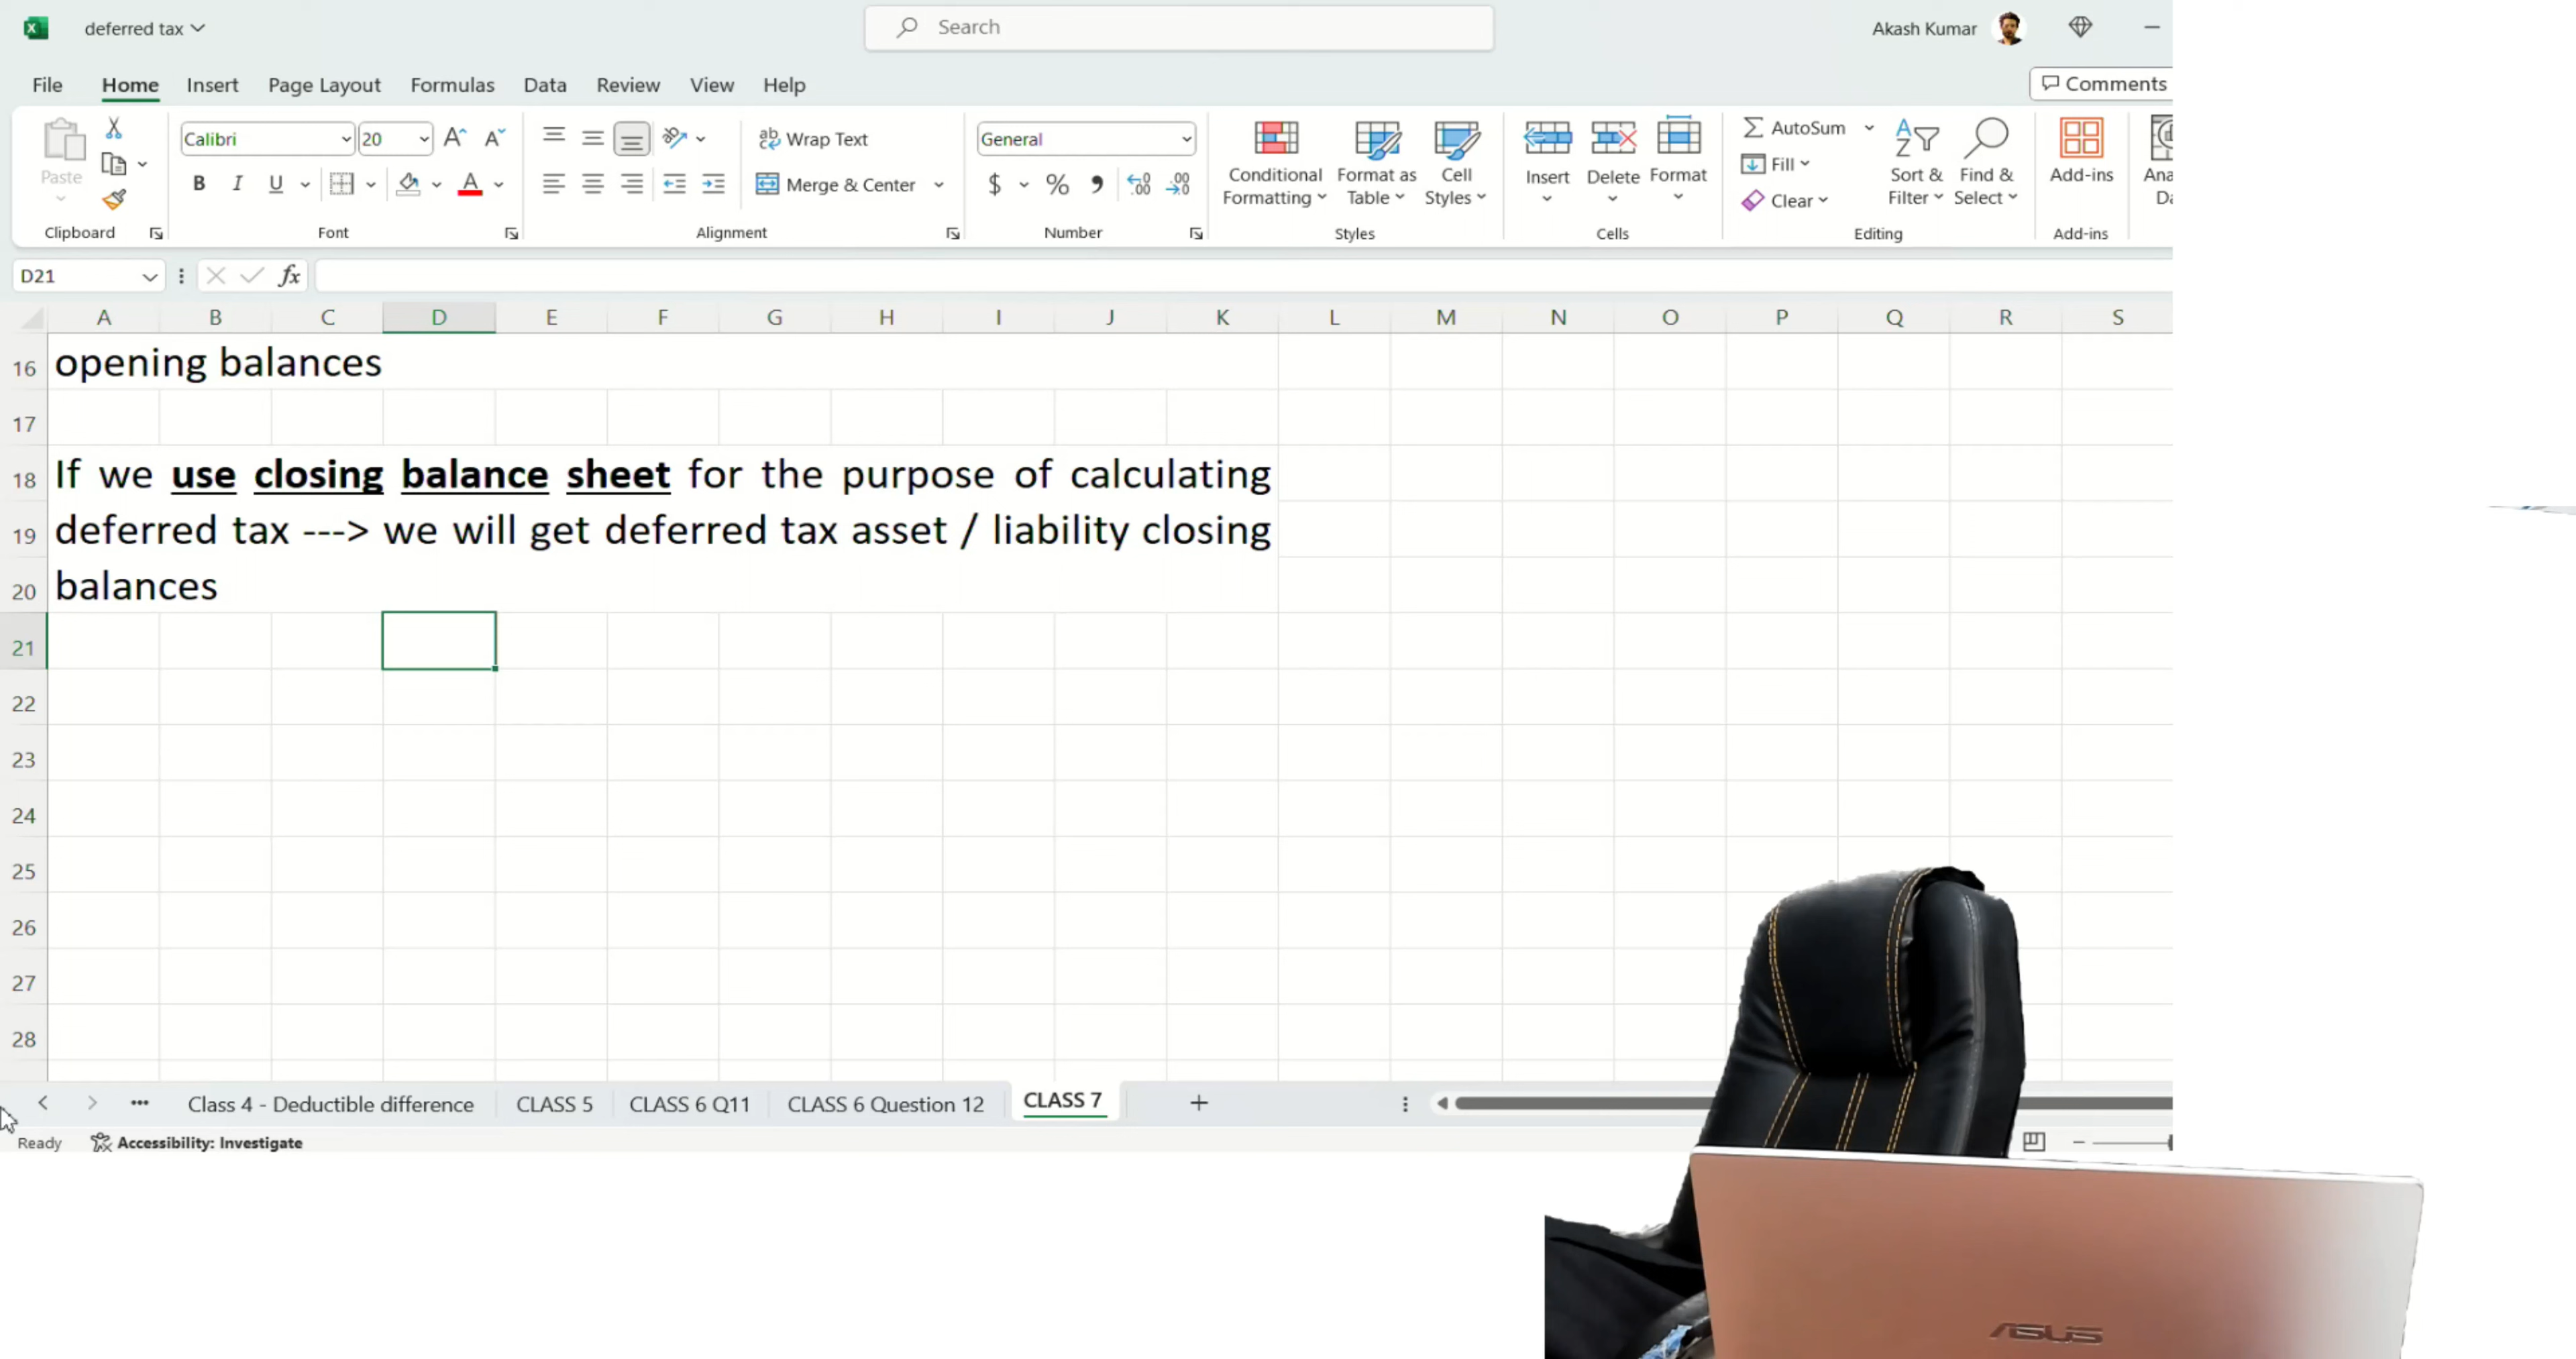 deferred tax
Search
Akash Kumar
File Home Insert Page Layout Formulas Data Review View Help
Comments
Paste
Calibri 20
Wrap Text
General
Conditional Formatting
Format as Table
Cell Styles
Insert
Delete
Format
AutoSum
Fill
Clear
Sort & Filter
Find & Select
Add-ins
B I U
Merge & Center
$ % ,
Clipboard Font Alignment Number Styles Cells Editing Add-ins
D21
fx
A B C D E F G H I J K L M N O P Q R S
16 opening balances
17
18 If we use closing balance sheet for the purpose of calculating
19 deferred tax ---> we will get deferred tax asset / liability closing
20 balances
21
22
23
24
25
26
27
28
Class 4 - Deductible difference CLASS 5 CLASS 6 Q11 CLASS 6 Question 12 CLASS 7
Ready Accessibility: Investigate
ASUS